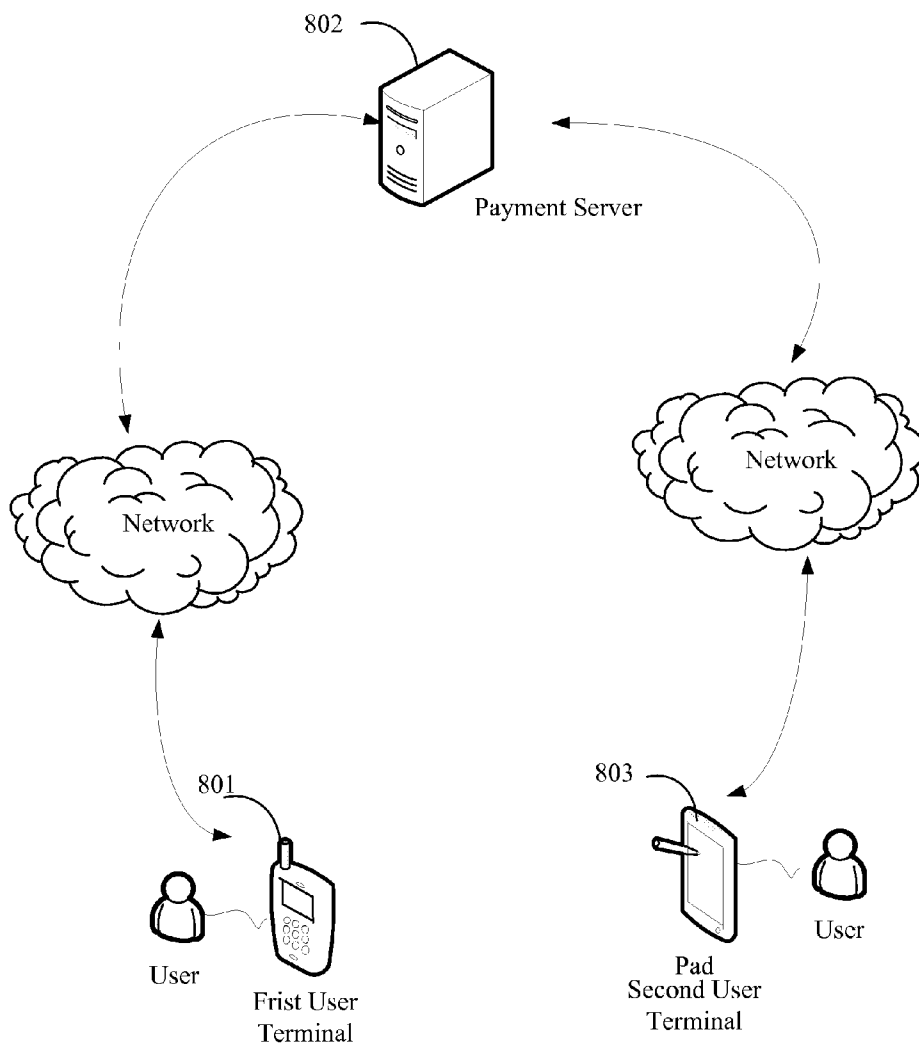 802
Payment Server
Network
Network
801
803
User
Frist User
Terminal
User
Pad
Second User
Terminal